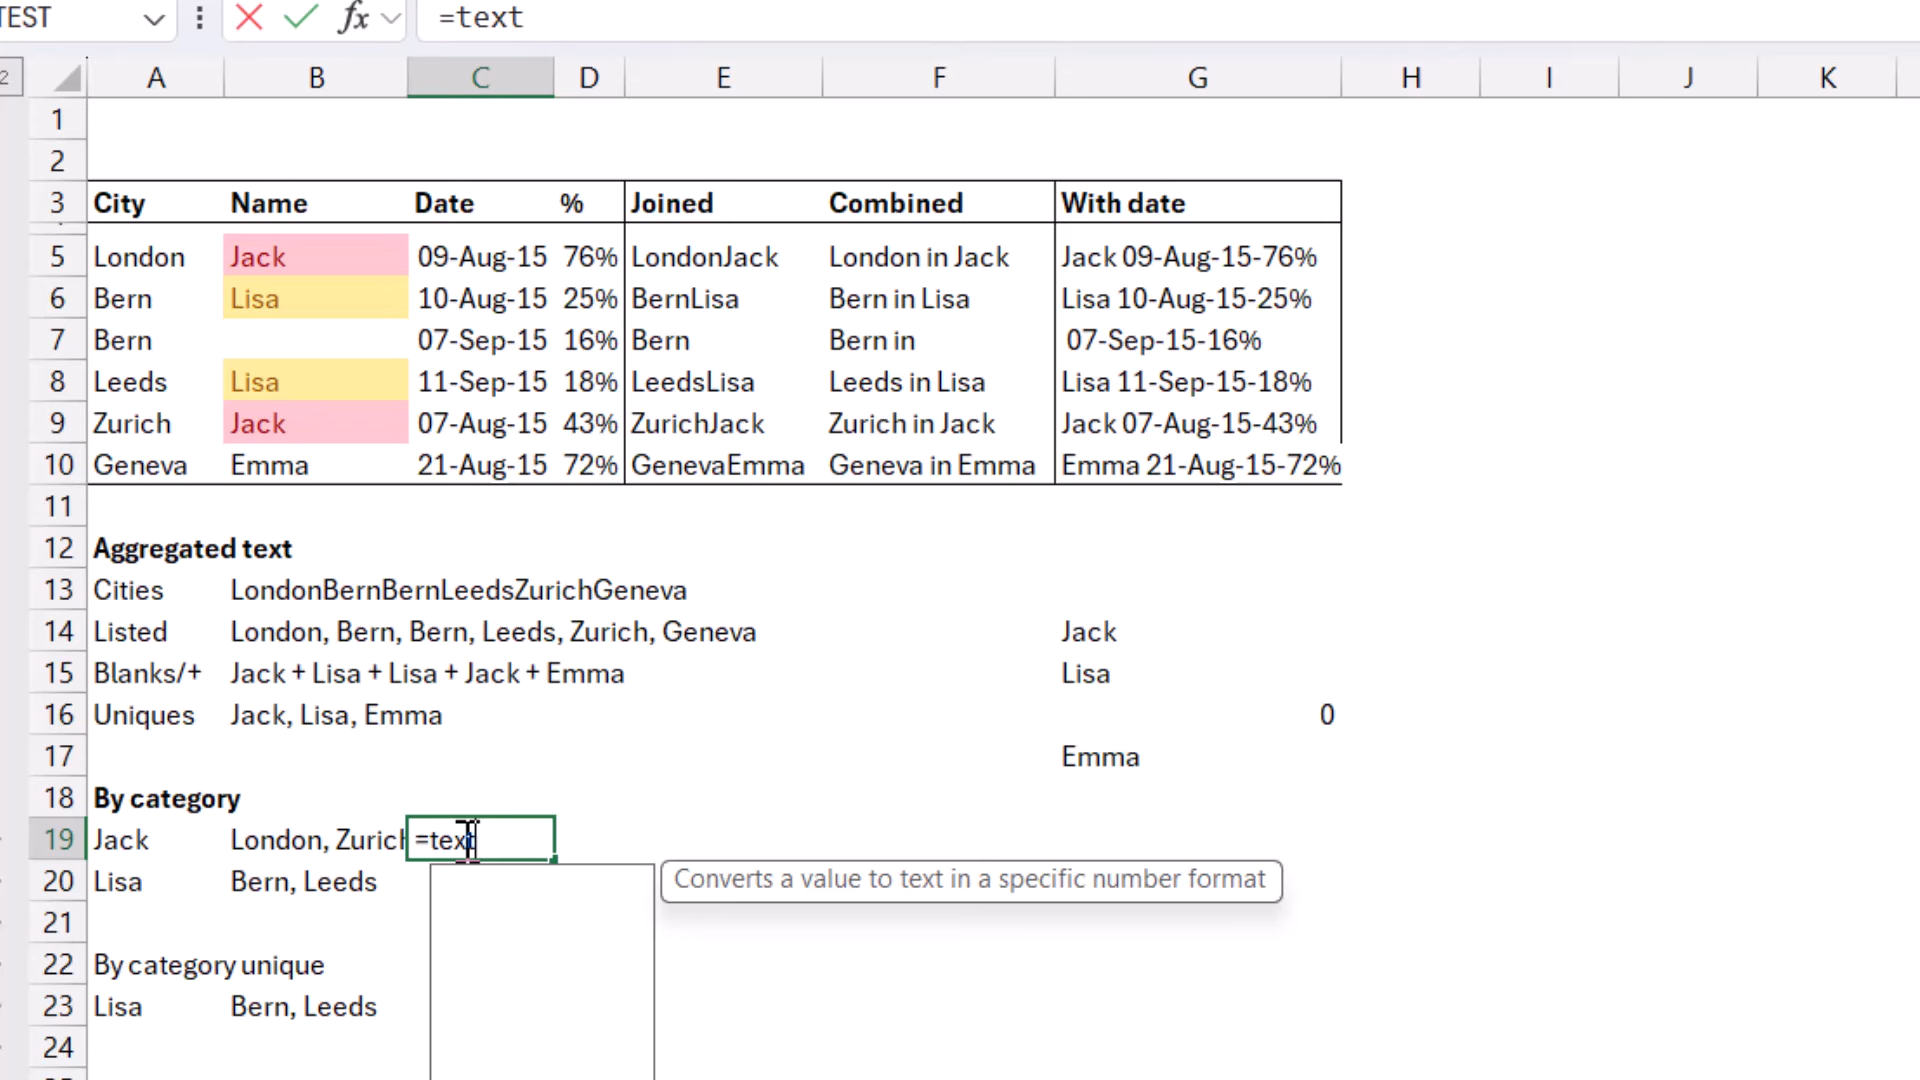 TEST fx =text
2 A B C D E F G H I J K
1
2
3 City Name Date % Joined Combined With date
5 London Jack 09-Aug-15 76% LondonJack London in Jack Jack 09-Aug-15-76%
6 Bern Lisa 10-Aug-15 25% BernLisa Bern in Lisa Lisa 10-Aug-15-25%
7 Bern 07-Sep-15 16% Bern Bern in 07-Sep-15-16%
8 Leeds Lisa 11-Sep-15 18% LeedsLisa Leeds in Lisa Lisa 11-Sep-15-18%
9 Zurich Jack 07-Aug-15 43% ZurichJack Zurich in Jack Jack 07-Aug-15-43%
10 Geneva Emma 21-Aug-15 72% GenevaEmma Geneva in Emma Emma 21-Aug-15-72%
11
12 Aggregated text
13 Cities LondonBernBernLeedsZurichGeneva
14 Listed London, Bern, Bern, Leeds, Zurich, Geneva Jack
15 Blanks/+ Jack + Lisa + Lisa + Jack + Emma Lisa
16 Uniques Jack, Lisa, Emma 0
17 Emma
18 By category
19 Jack London, Zurich =text
20 Lisa Bern, Leeds Converts a value to text in a specific number format
21
22 By category unique
23 Lisa Bern, Leeds
24